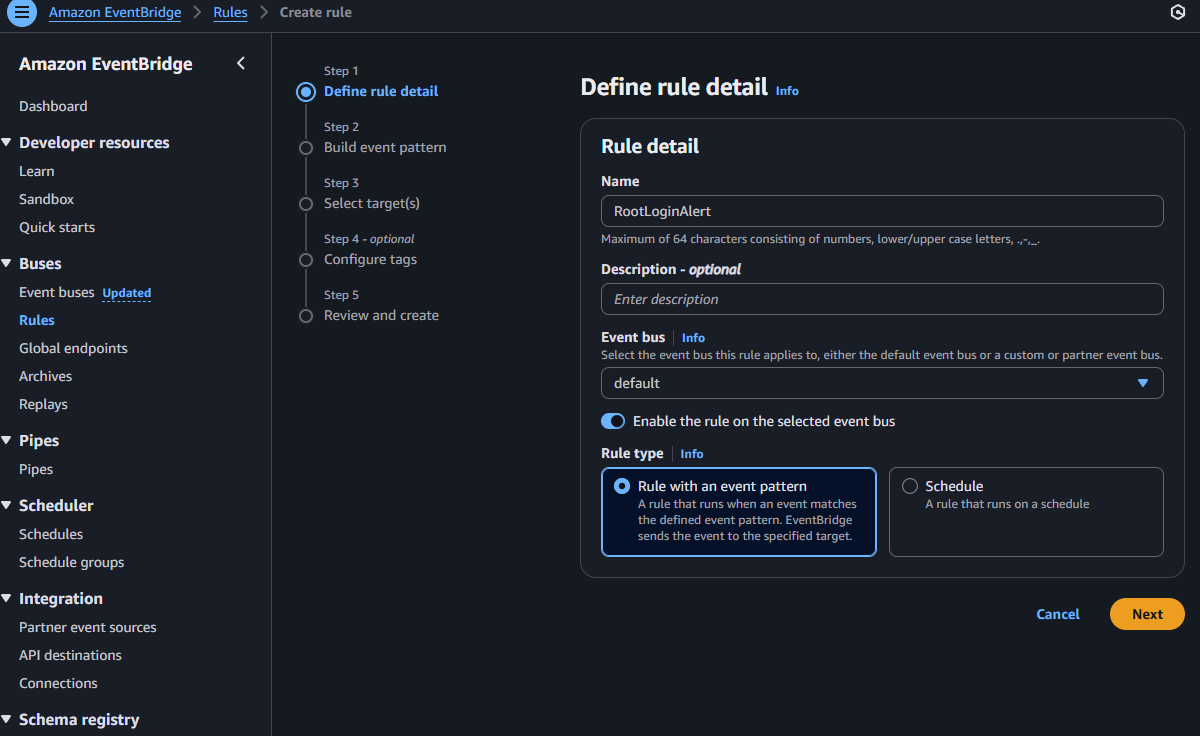 Amazon EventBridge > Rules > Create rule
Amazon EventBridge
Dashboard
Developer resources
Learn
Sandbox
Quick starts
Buses
Event buses Updated
Rules
Global endpoints
Archives
Replays
Pipes
Pipes
Scheduler
Schedules
Schedule groups
Integration
Partner event sources
API destinations
Connections
Schema registry
Step 1
Define rule detail
Step 2
Build event pattern
Step 3
Select target(s)
Step 4 - optional
Configure tags
Step 5
Review and create
Define rule detail Info
Rule detail
Name
RootLoginAlert
Maximum of 64 characters consisting of numbers, lower/upper case letters, .,-,_.
Description - optional
Enter description
Event bus Info
Select the event bus this rule applies to, either the default event bus or a custom or partner event bus.
default
Enable the rule on the selected event bus
Rule type Info
Rule with an event pattern
A rule that runs when an event matches
the defined event pattern. EventBridge
sends the event to the specified target.
Schedule
A rule that runs on a schedule
Cancel
Next